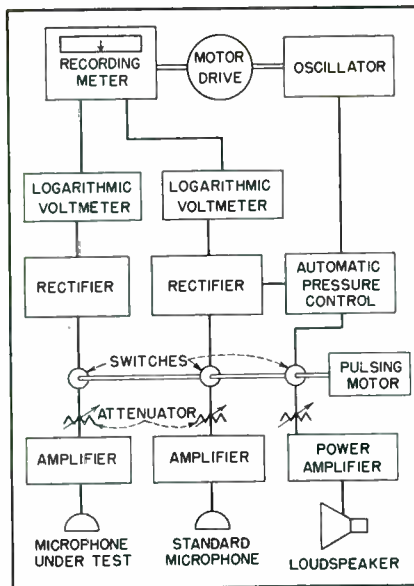 RECORDING
METER
MOTOR
DRIVE
OSCILLATOR
LOGARITHMIC
VOLTMETER
LOGARITHMIC
VOLTMETER
RECTIFIER
RECTIFIER
AUTOMATIC
PRESSURE
CONTROL
SWITCHES
PULSING
MOTOR
ATTENUATOR
AMPLIFIER
AMPLIFIER
POWER
AMPLIFIER
MICROPHONE
UNDER TEST
STANDARD
MICROPHONE
LOUDSPEAKER